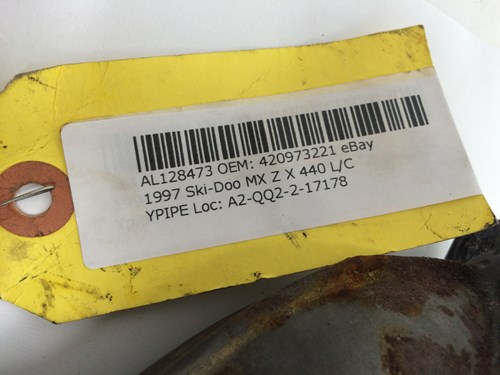 AL128473 OEM: 420973221 eBay
1997 Ski-Doo MX Z X 440 L/C
YPIPE Loc: A2-QQ2-2-17178